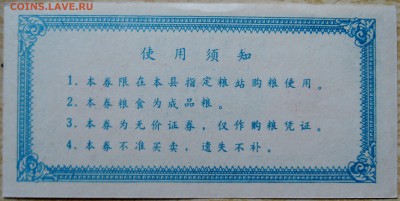 COINS.LAVE.RU
使用须知
1. 本券限在本县指定粮站购粮使用。
2. 本券粮食为成品粮。
3. 本券为无价证券，仅作购粮凭证。
4. 本券不准买卖，遗失不补。